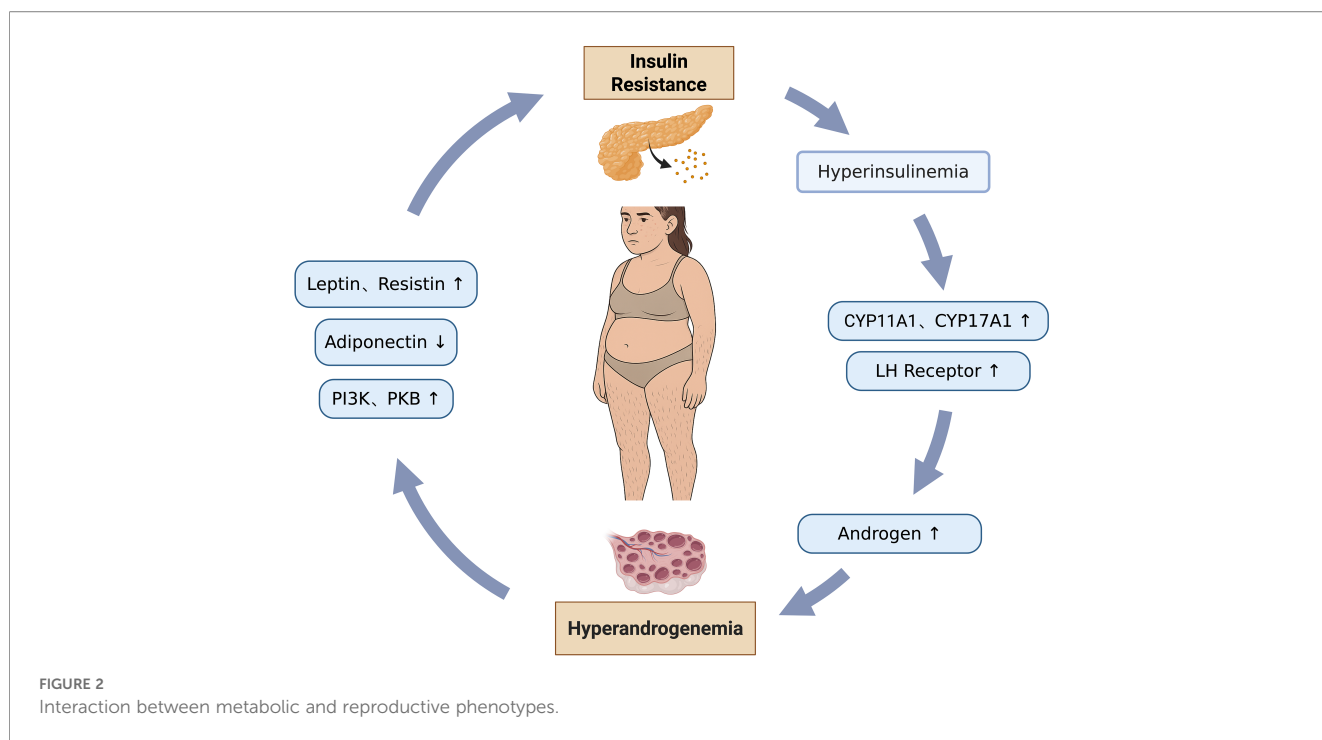 Insulin
Resistance
Hyperinsulinemia
CYP11A1、CYP17A1 ↑
LH Receptor ↑
Androgen ↑
Hyperandrogenemia
Leptin、Resistin ↑
Adiponectin ↓
PI3K、PKB ↑
FIGURE 2
Interaction between metabolic and reproductive phenotypes.